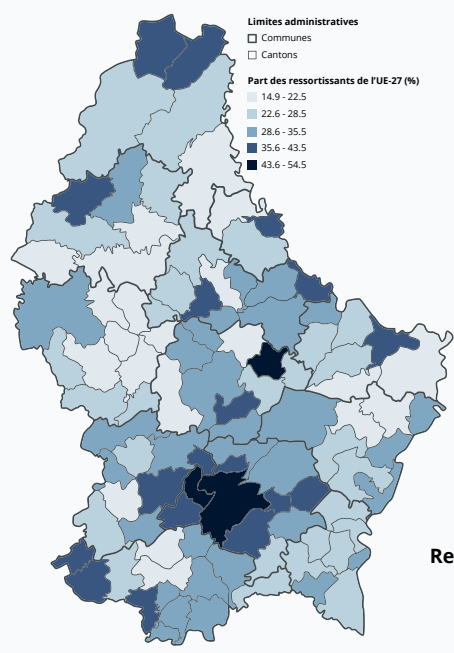 Limites administratives
Communes
Cantons
Part des ressortissants de l'UE-27 (%)
14.9 - 22.5
22.6 - 28.5
28.6 - 35.5
35.6 - 43.5
43.6 - 54.5
Re